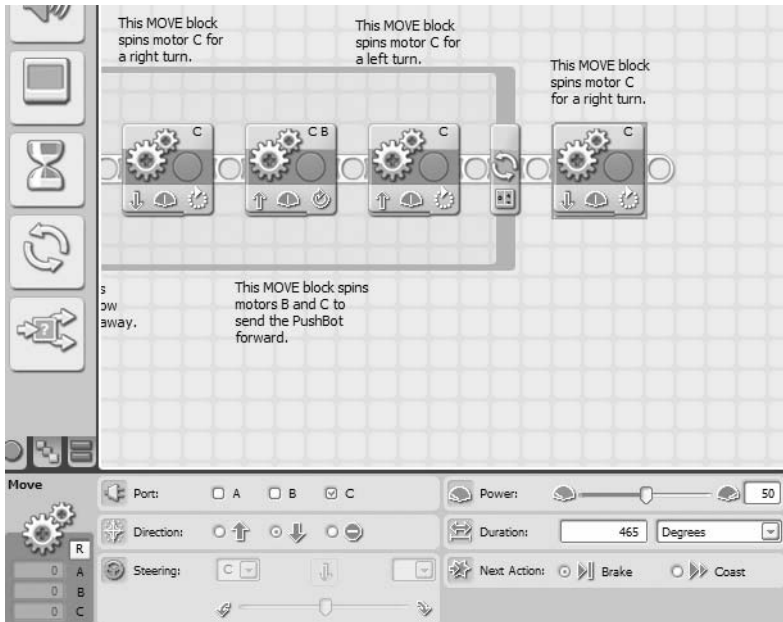 This MOVE block
spins motor C for
a right turn.
This MOVE block
spins motor C for
a left turn.
This MOVE block
spins motor C
for a right turn.
C
C B
C
C
s
ow
away.
This MOVE block spins
motors B and C to
send the PushBot
forward.
Move
R
0 A
0 B
0 C
Port: A B C
Direction:
Steering: C
Power: 50
Duration: 465 Degrees
Next Action: Brake Coast